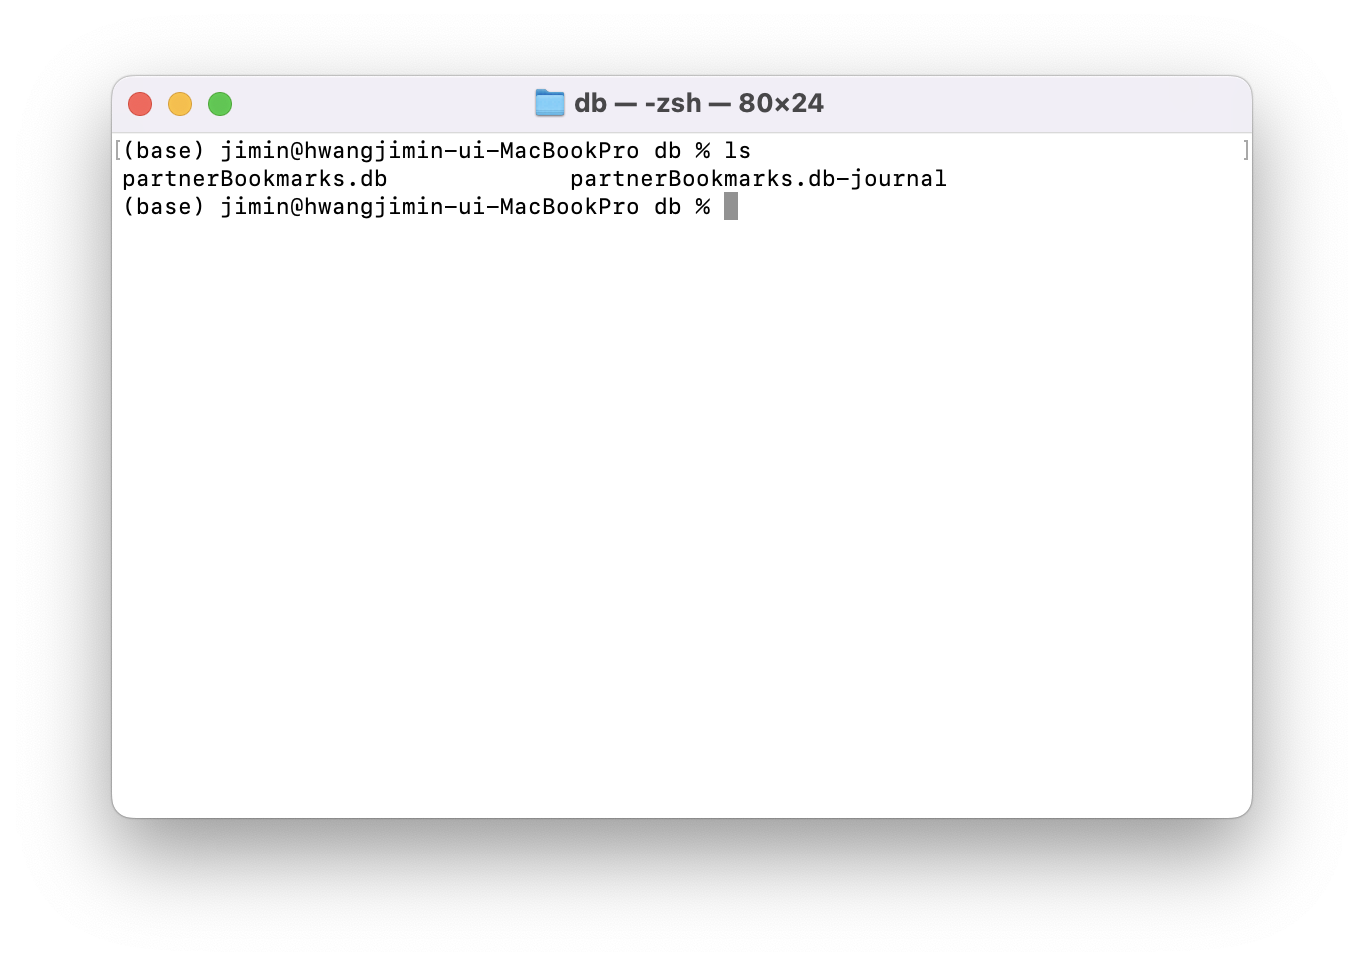 db — -zsh — 80×24
[(base) jimin@hwangjimin-ui-MacBookPro db % ls ]
partnerBookmarks.db partnerBookmarks.db-journal
(base) jimin@hwangjimin-ui-MacBookPro db %